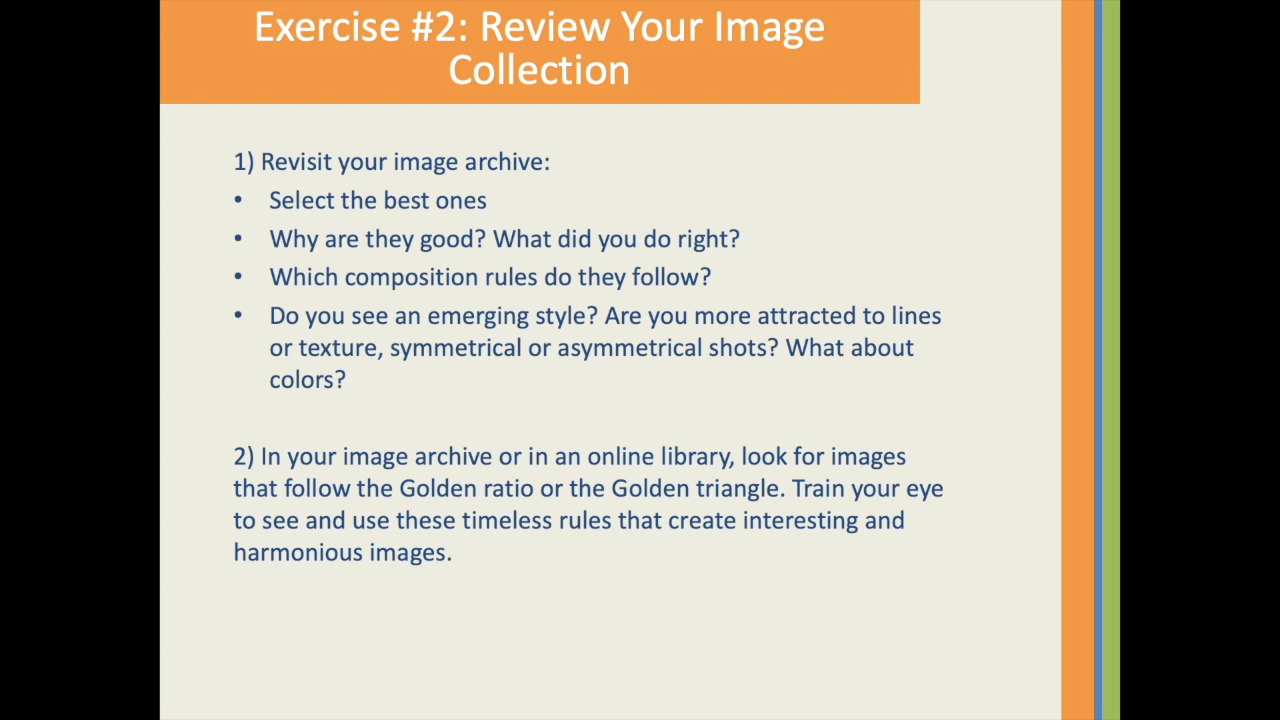 Exercise #2: Review Your Image
Collection
1) Revisit your image archive:
• Select the best ones
• Why are they good? What did you do right?
• Which composition rules do they follow?
• Do you see an emerging style? Are you more attracted to lines
or texture, symmetrical or asymmetrical shots? What about
colors?
2) In your image archive or in an online library, look for images
that follow the Golden ratio or the Golden triangle. Train your eye
to see and use these timeless rules that create interesting and
harmonious images.